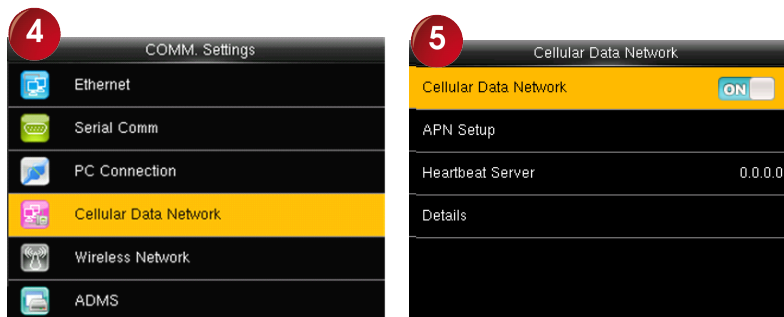 4
COMM. Settings
Ethernet
Serial Comm
PC Connection
Cellular Data Network
Wireless Network
ADMS
5
Cellular Data Network
Cellular Data Network ON
APN Setup
Heartbeat Server 0.0.0.0
Details